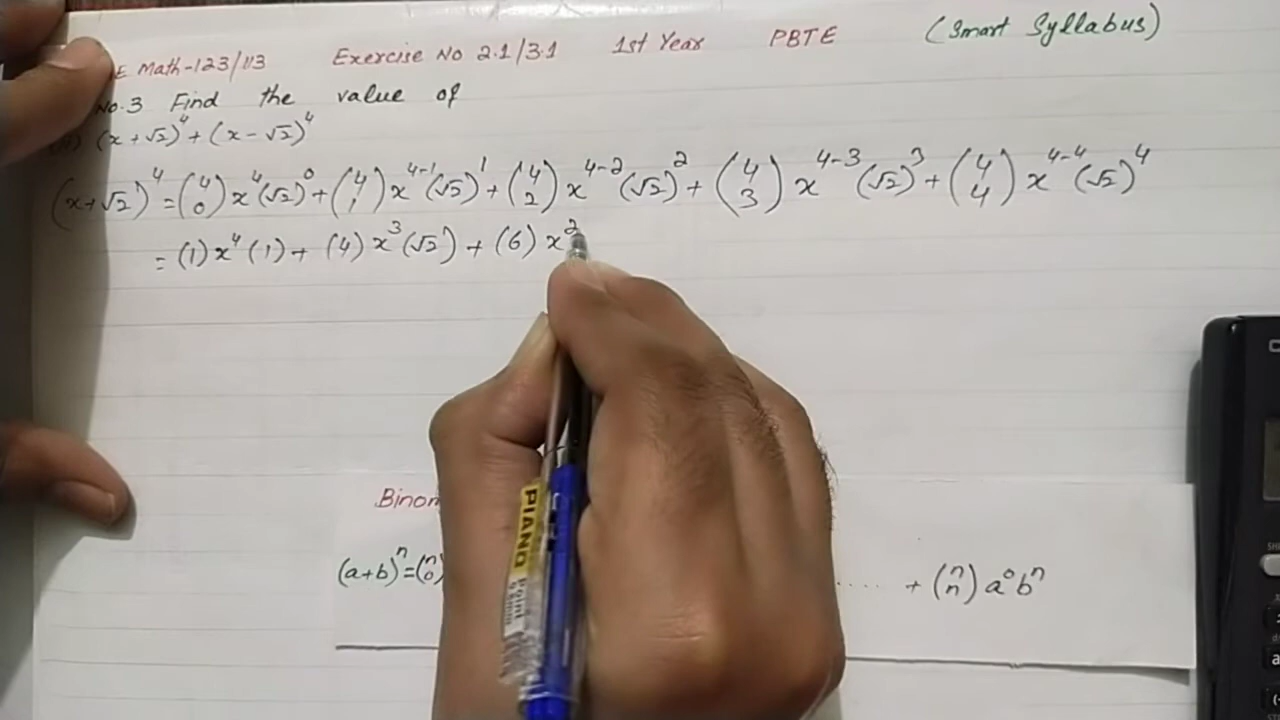 E Math-123/113 Exercise No 2.1/3.1 1st Year PBTE (Smart Syllabus)
No.3 Find the value of
(x+√2)⁴ + (x-√2)⁴
(x+√2)⁴ = (4 0) x⁴ (√2)⁰ + (4 1) x⁴⁻¹ (√2)¹ + (4 2) x⁴⁻² (√2)² + (4 3) x⁴⁻³ (√2)³ + (4 4) x⁴⁻⁴ (√2)⁴
= (1) x⁴ (1) + (4) x³ (√2) + (6) x²
Binom
(a+b)ⁿ = (n 0) .... + (n n) a⁰ bⁿ
PIANO
Point